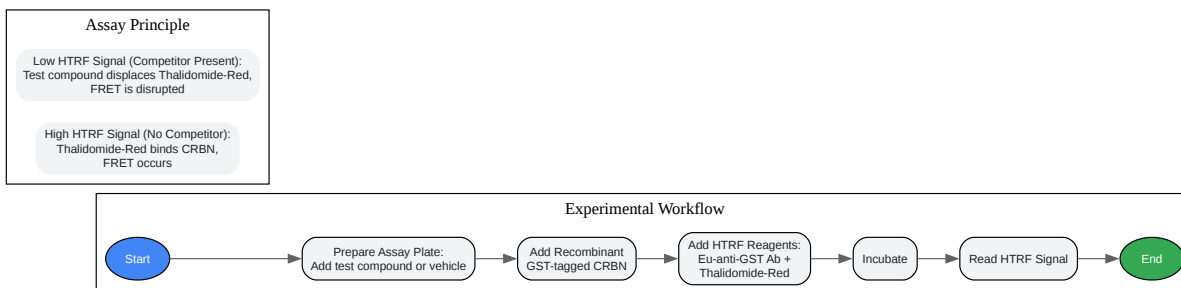 Assay Principle
Low HTRF Signal (Competitor Present):
Test compound displaces Thalidomide-Red,
FRET is disrupted
High HTRF Signal (No Competitor):
Thalidomide-Red binds CRBN,
FRET occurs
Experimental Workflow
Start
Prepare Assay Plate:
Add test compound or vehicle
Add Recombinant
GST-tagged CRBN
Add HTRF Reagents:
Eu-anti-GST Ab +
Thalidomide-Red
Incubate
Read HTRF Signal
End